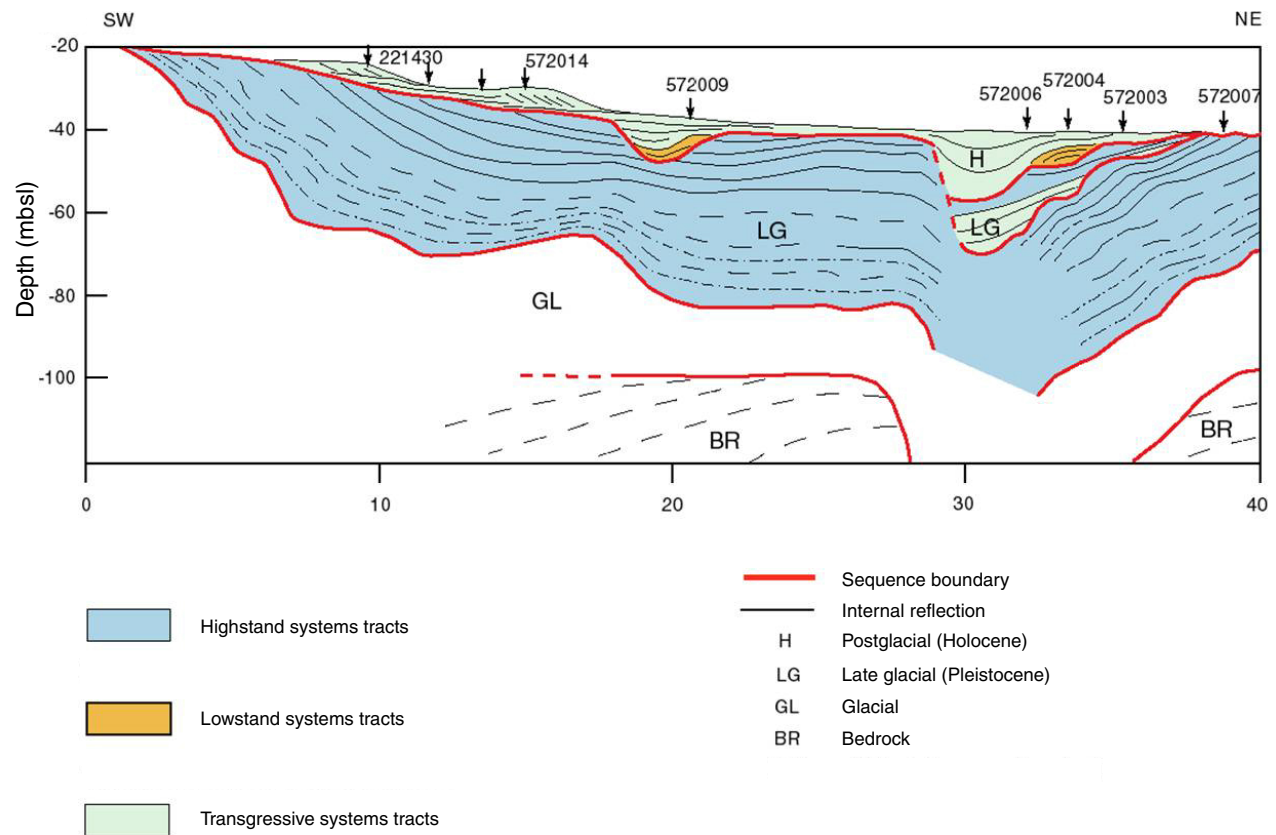 SW
NE
-20
221430
572014
572009
572006
572004
572003
572007
-40
H
-60
LG
LG
-80
GL
-100
BR
BR
Depth (mbsl)
0
10
20
30
40
Sequence boundary
Internal reflection
H Postglacial (Holocene)
LG Late glacial (Pleistocene)
GL Glacial
BR Bedrock
Highstand systems tracts
Lowstand systems tracts
Transgressive systems tracts